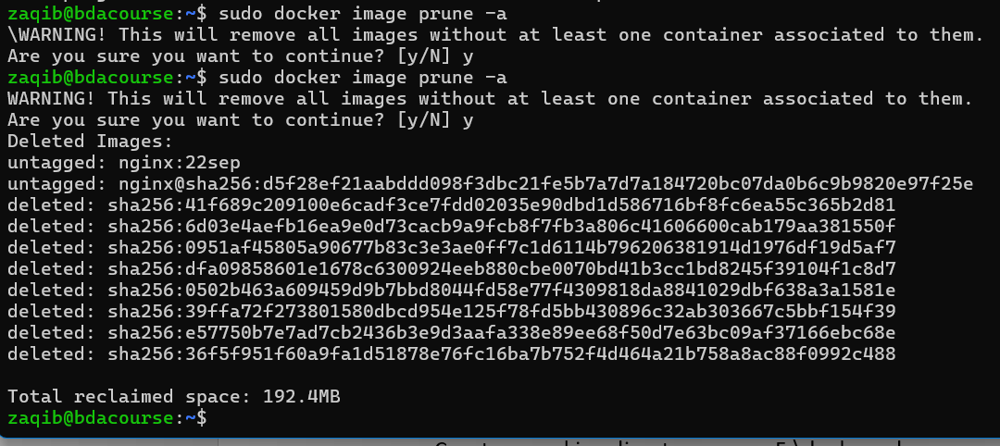 zaqib@bdacourse:~$ sudo docker image prune -a
\WARNING! This will remove all images without at least one container associated to them.
Are you sure you want to continue? [y/N] y
zaqib@bdacourse:~$ sudo docker image prune -a
WARNING! This will remove all images without at least one container associated to them.
Are you sure you want to continue? [y/N] y
Deleted Images:
untagged: nginx:22sep
untagged: nginx@sha256:d5f28ef21aabddd098f3dbc21fe5b7a7d7a184720bc07da0b6c9b9820e97f25e
deleted: sha256:41f689c209100e6cadf3ce7fdd02035e90dbd1d586716bf8fc6ea55c365b2d81
deleted: sha256:6d03e4aefb16ea9e0d73cacb9a9fcb8f7fb3a806c41606600cab179aa381550f
deleted: sha256:0951af45805a90677b83c3e3ae0ff7c1d6114b796206381914d1976df19d5af7
deleted: sha256:dfa09858601e1678c6300924eeb880cbe0070bd41b3cc1bd8245f39104f1c8d7
deleted: sha256:0502b463a609459d9b7bbd8044fd58e77f4309818da8841029dbf638a3a1581e
deleted: sha256:39ffa72f273801580dbcd954e125f78fd5bb430896c32ab303667c5bbf154f39
deleted: sha256:e57750b7e7ad7cb2436b3e9d3aafa338e89ee68f50d7e63bc09af37166ebc68e
deleted: sha256:36f5f951f60a9fa1d51878e76fc16ba7b752f4d464a21b758a8ac88f0992c488
Total reclaimed space: 192.4MB
zaqib@bdacourse:~$